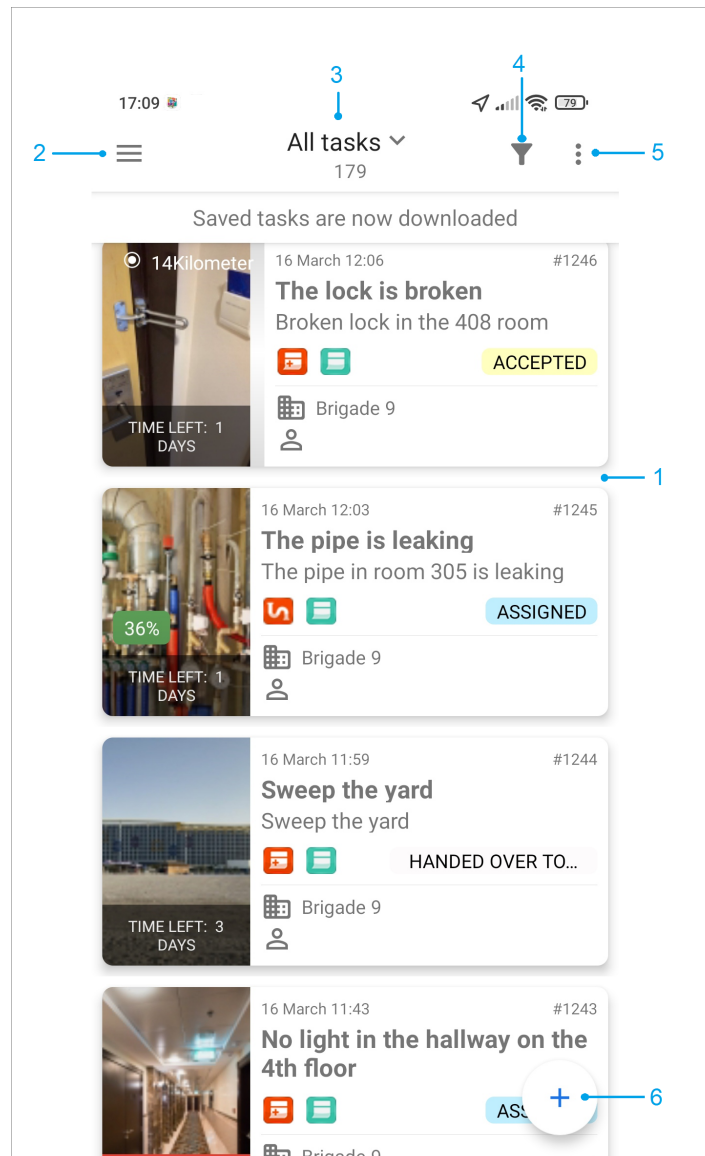 3
4
17:09
79
2
All tasks
5
179
Saved tasks are now downloaded
14Kilometer
16 March 12:06
#1246
The lock is broken
Broken lock in the 408 room
ACCEPTED
Brigade 9
TIME LEFT: 1
DAYS
1
16 March 12:03
#1245
The pipe is leaking
The pipe in room 305 is leaking
ASSIGNED
36%
Brigade 9
TIME LEFT: 1
DAYS
16 March 11:59
#1244
Sweep the yard
Sweep the yard
HANDED OVER TO...
Brigade 9
TIME LEFT: 3
DAYS
16 March 11:43
#1243
No light in the hallway on the
4th floor
ASS
6
Brigade 9